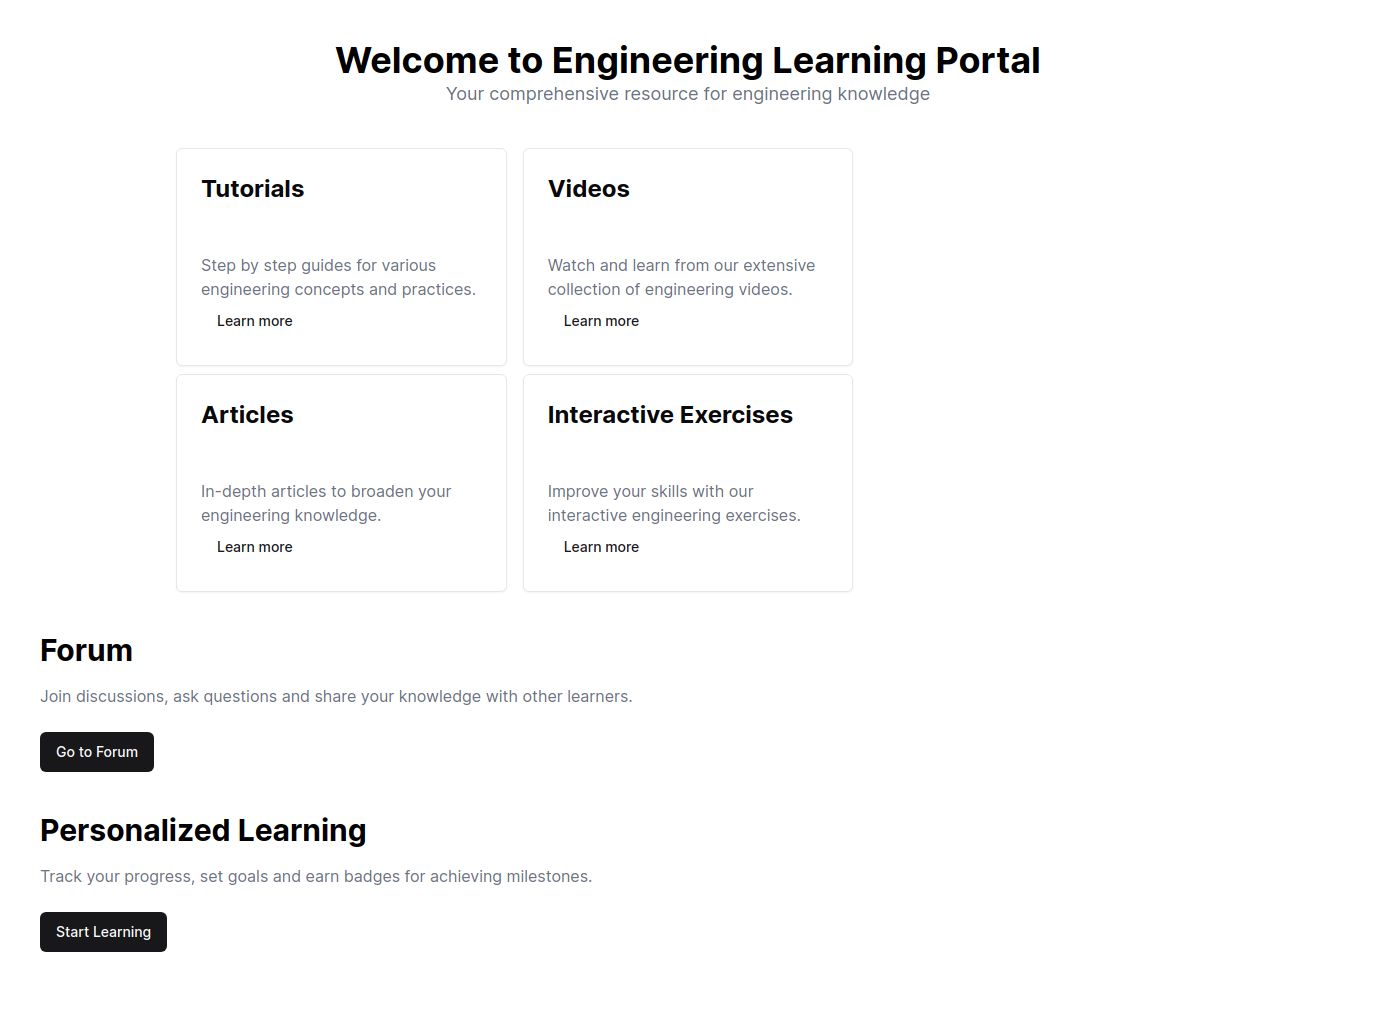 Welcome to Engineering Learning Portal
Your comprehensive resource for engineering knowledge
Tutorials
Step by step guides for various
engineering concepts and practices.
Learn more
Videos
Watch and learn from our extensive
collection of engineering videos.
Learn more
Articles
In-depth articles to broaden your
engineering knowledge.
Learn more
Interactive Exercises
Improve your skills with our
interactive engineering exercises.
Learn more
Forum
Join discussions, ask questions and share your knowledge with other learners.
Go to Forum
Personalized Learning
Track your progress, set goals and earn badges for achieving milestones.
Start Learning